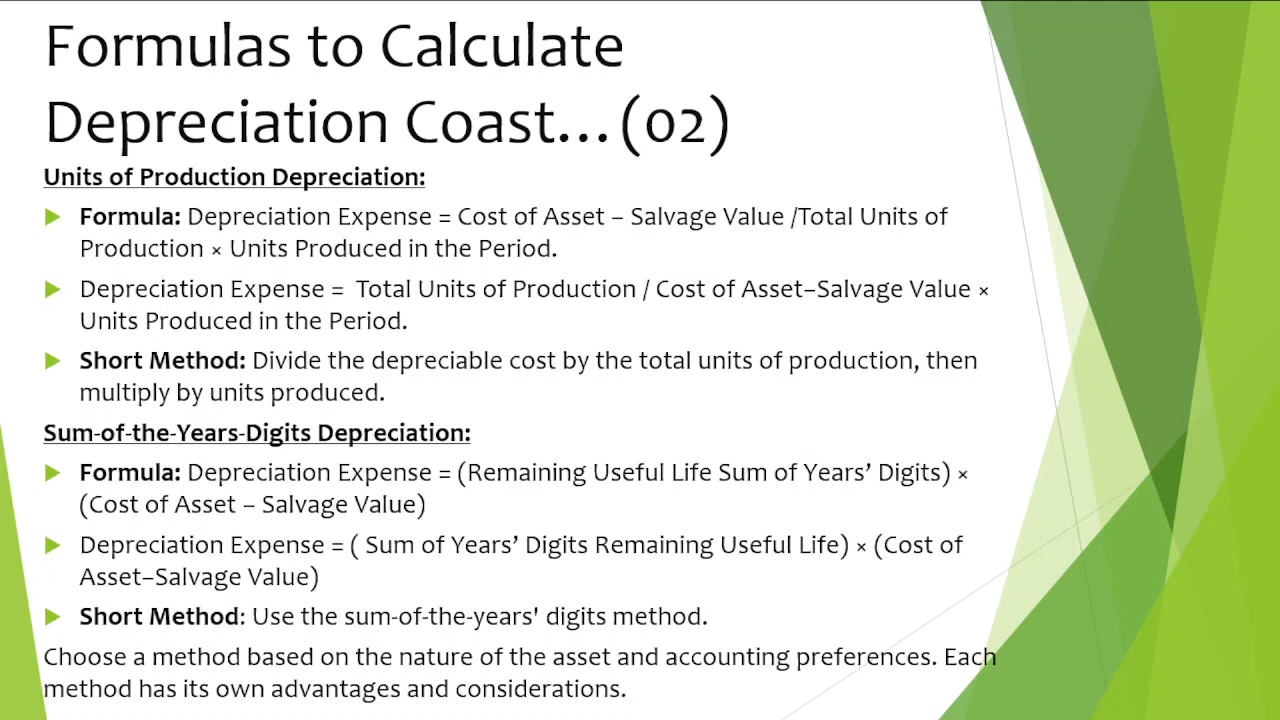 Formulas to Calculate
Depreciation Coast…(02)
Units of Production Depreciation:
Formula: Depreciation Expense = Cost of Asset – Salvage Value /Total Units of
Production × Units Produced in the Period.
Depreciation Expense =  Total Units of Production / Cost of Asset–Salvage Value ×
Units Produced in the Period.
Short Method: Divide the depreciable cost by the total units of production, then
multiply by units produced.
Sum-of-the-Years-Digits Depreciation:
Formula: Depreciation Expense = (Remaining Useful Life Sum of Years’ Digits) ×
(Cost of Asset – Salvage Value)
Depreciation Expense = ( Sum of Years’ Digits Remaining Useful Life) × (Cost of
Asset–Salvage Value)
Short Method: Use the sum-of-the-years' digits method.
Choose a method based on the nature of the asset and accounting preferences. Each
method has its own advantages and considerations.